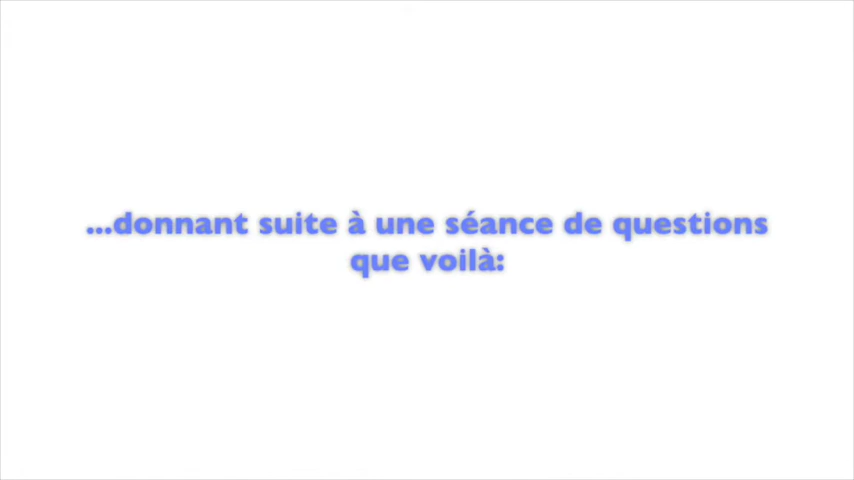 ...donnant suite à une séance de questions
que voilà: